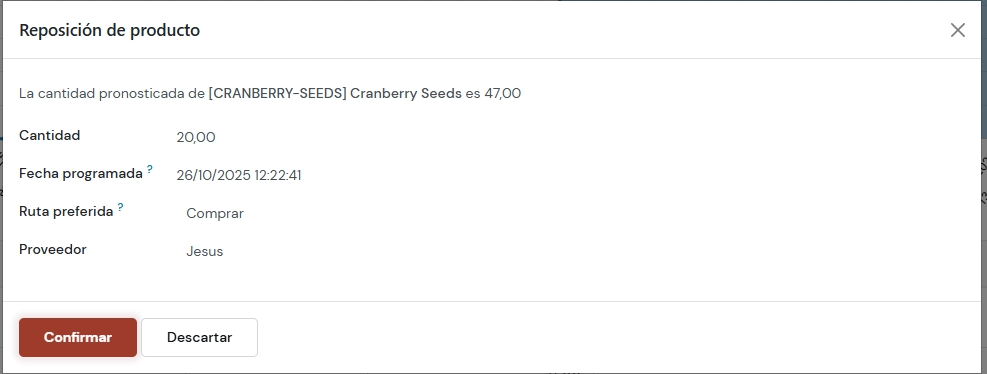 Reposición de producto
La cantidad pronosticada de [CRANBERRY-SEEDS] Cranberry Seeds es 47,00
Cantidad 20,00
Fecha programada ? 26/10/2025 12:22:41
Ruta preferida ? Comprar
Proveedor Jesus
Confirmar Descartar